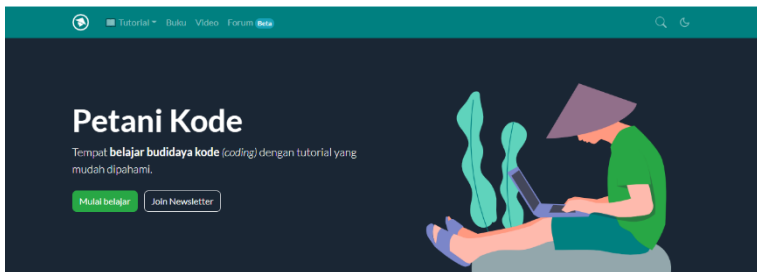 Tutorial Buku Video Forum Beta
Petani Kode
Tempat belajar budidaya kode (coding) dengan tutorial yang
mudah dipahami.
Mulai belajar Join Newsletter